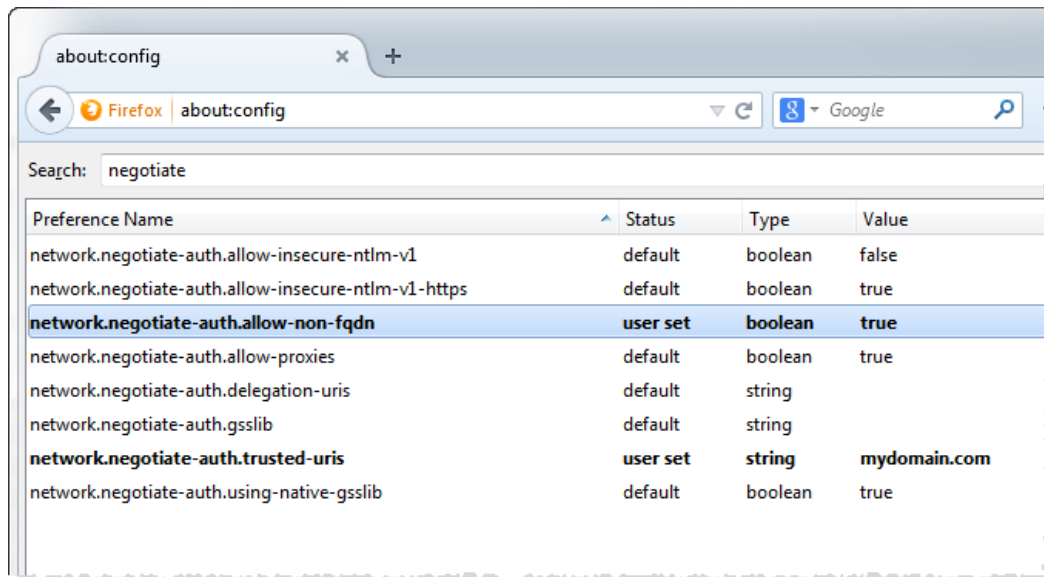 about:config
Firefox about:config Google
Search: negotiate
Preference Name Status Type Value
network.negotiate-auth.allow-insecure-ntlm-v1 default boolean false
network.negotiate-auth.allow-insecure-ntlm-v1-https default boolean true
network.negotiate-auth.allow-non-fqdn user set boolean true
network.negotiate-auth.allow-proxies default boolean true
network.negotiate-auth.delegation-uris default string
network.negotiate-auth.gsslib default string
network.negotiate-auth.trusted-uris user set string mydomain.com
network.negotiate-auth.using-native-gsslib default boolean true